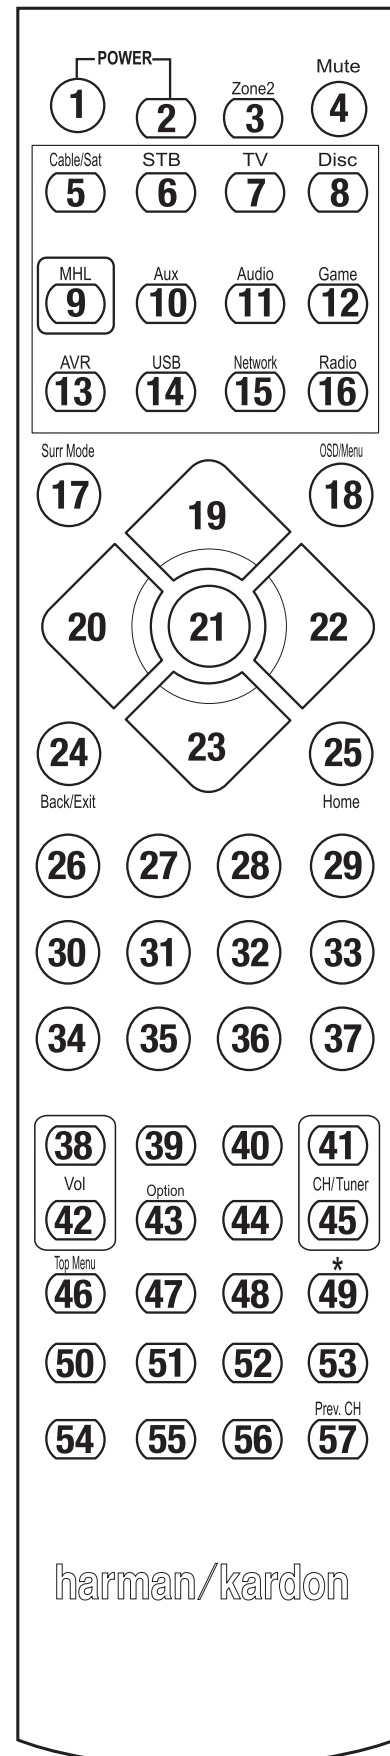 POWER
Mute
Zone2
1 2 3 4
Cable/Sat STB TV Disc
5 6 7 8
MHL Aux Audio Game
9 10 11 12
AVR USB Network Radio
13 14 15 16
Surr Mode OSD/Menu
17 18
19
20 21 22
23
24 25
Back/Exit Home
26 27 28 29
30 31 32 33
34 35 36 37
38 39 40 41
Vol Option CH/Tuner
42 43 44 45
Top Menu *
46 47 48 49
50 51 52 53
Prev. CH
54 55 56 57
harman/kardon